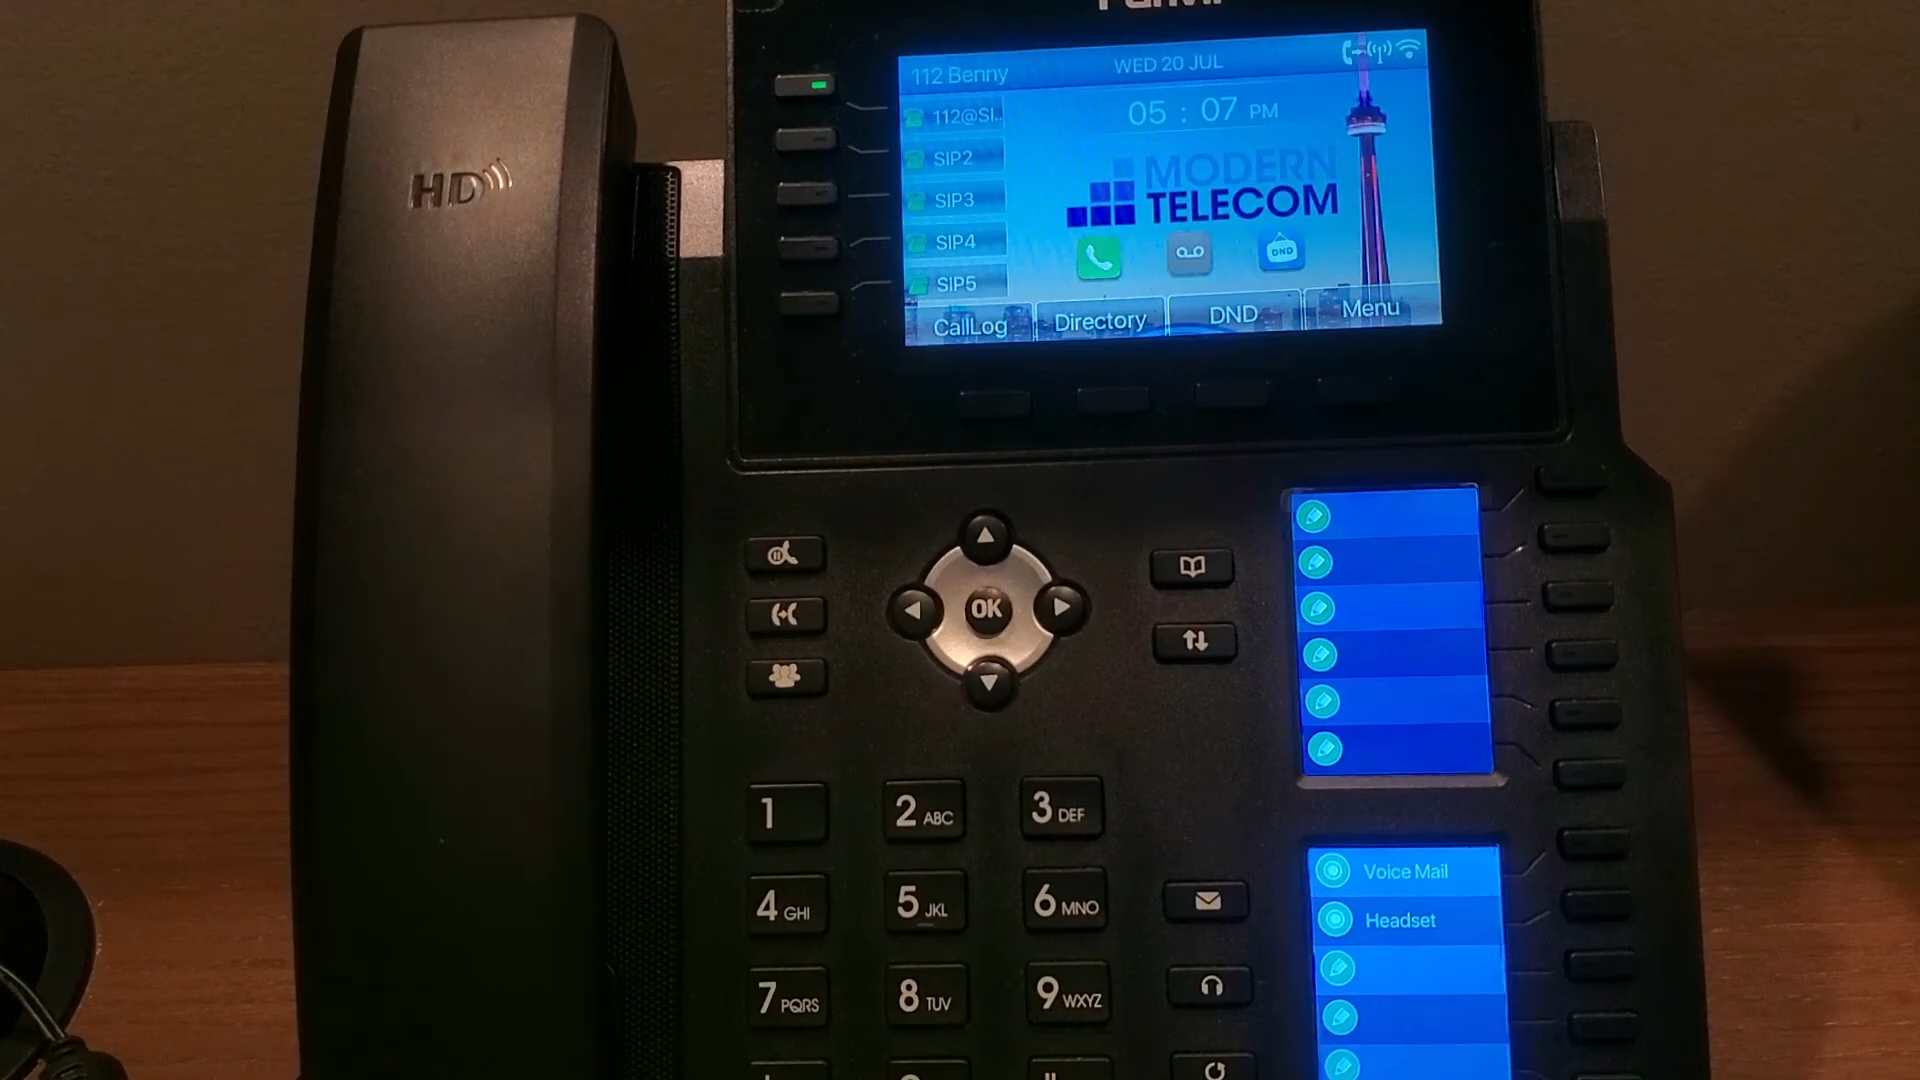 Fanvil
HD
112 Benny
WED 20 JUL
05 : 07 PM
112@SI..
SIP2
SIP3
SIP4
SIP5
MODERN
TELECOM
DND
CallLog
Directory
DND
Menu
OK
1
2 ABC
3 DEF
4 GHI
5 JKL
6 MNO
7 PQRS
8 TUV
9 WXYZ
Voice Mail
Headset